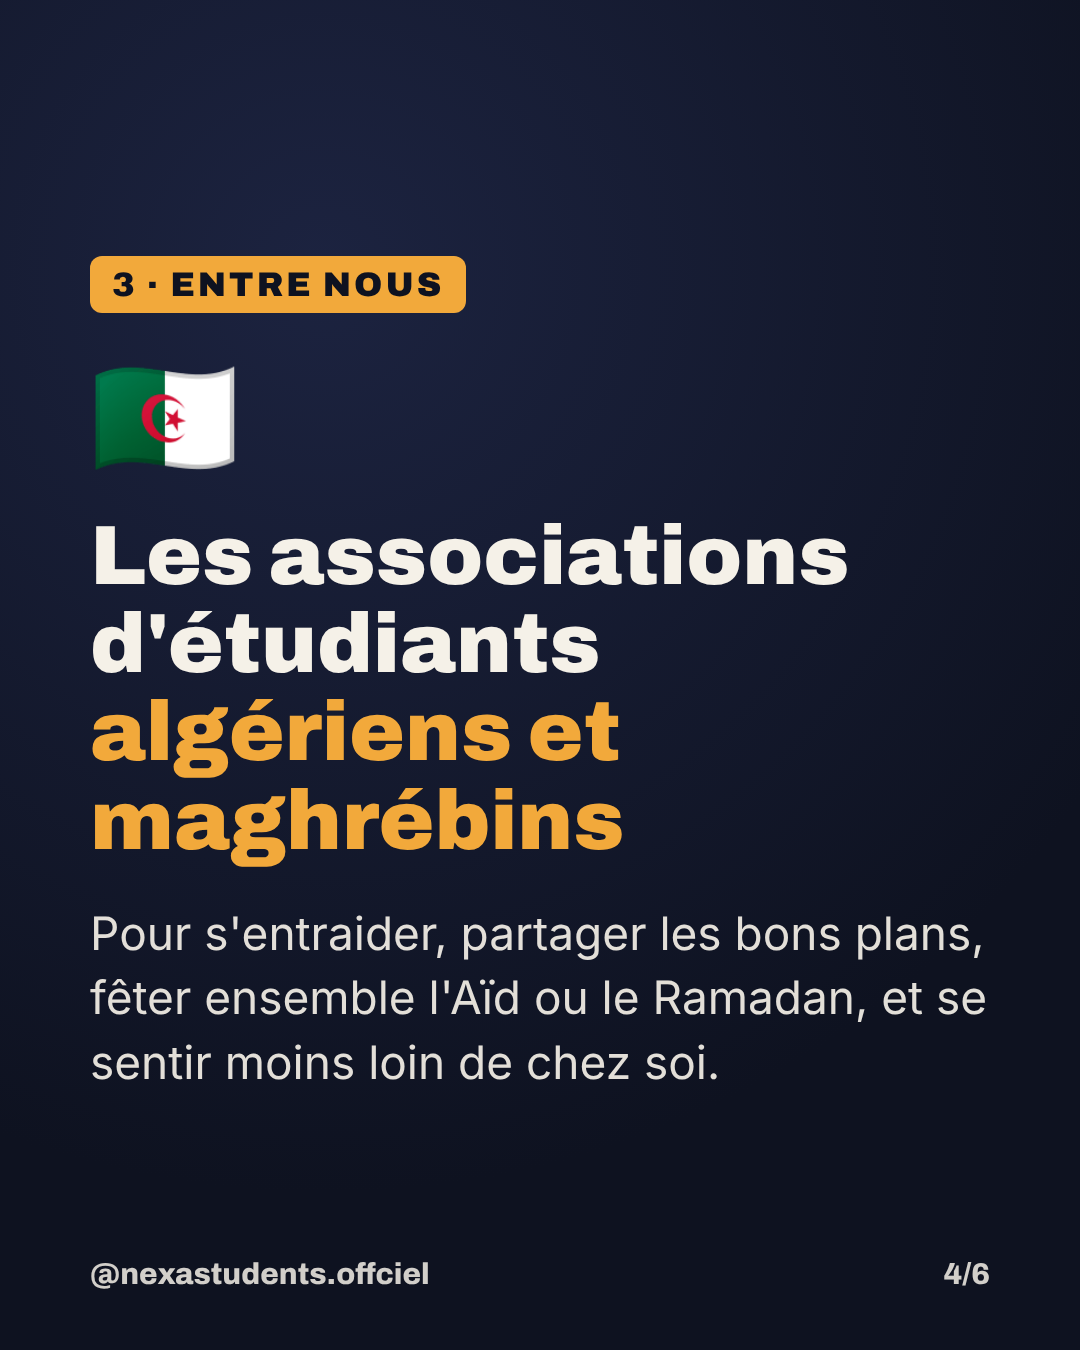 3 · ENTRE NOUS
Les associations
d'étudiants
algériens et
maghrébins
Pour s'entraider, partager les bons plans,
fêter ensemble l'Aïd ou le Ramadan, et se
sentir moins loin de chez soi.
@nexastudents.offciel
4/6